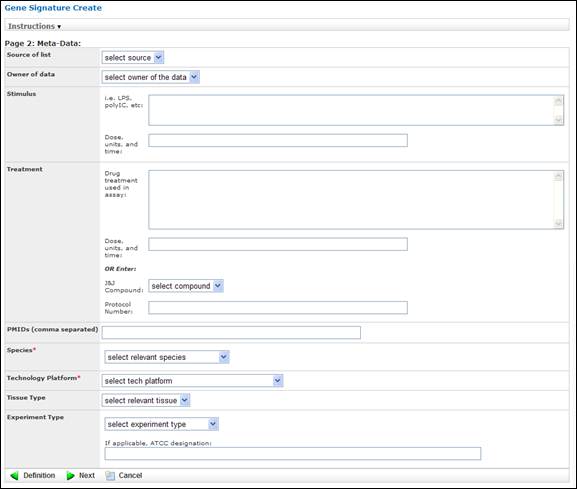 Gene Signature Create
Instructions ▾
Page 2: Meta-Data:
Source of list
select source
Owner of data
select owner of the data
Stimulus
i.e. LPS,
polyIC, etc:
Dose,
units, and
time:
Treatment
Drug
treatment
used in
assay:
Dose,
units, and
time:
OR Enter:
J&J
Compound:
select compound
Protocol
Number:
PMIDs (comma separated)
Species*
select relevant species
Technology Platform*
select tech platform
Tissue Type
select relevant tissue
Experiment Type
select experiment type
If applicable, ATCC designation:
Definition Next Cancel